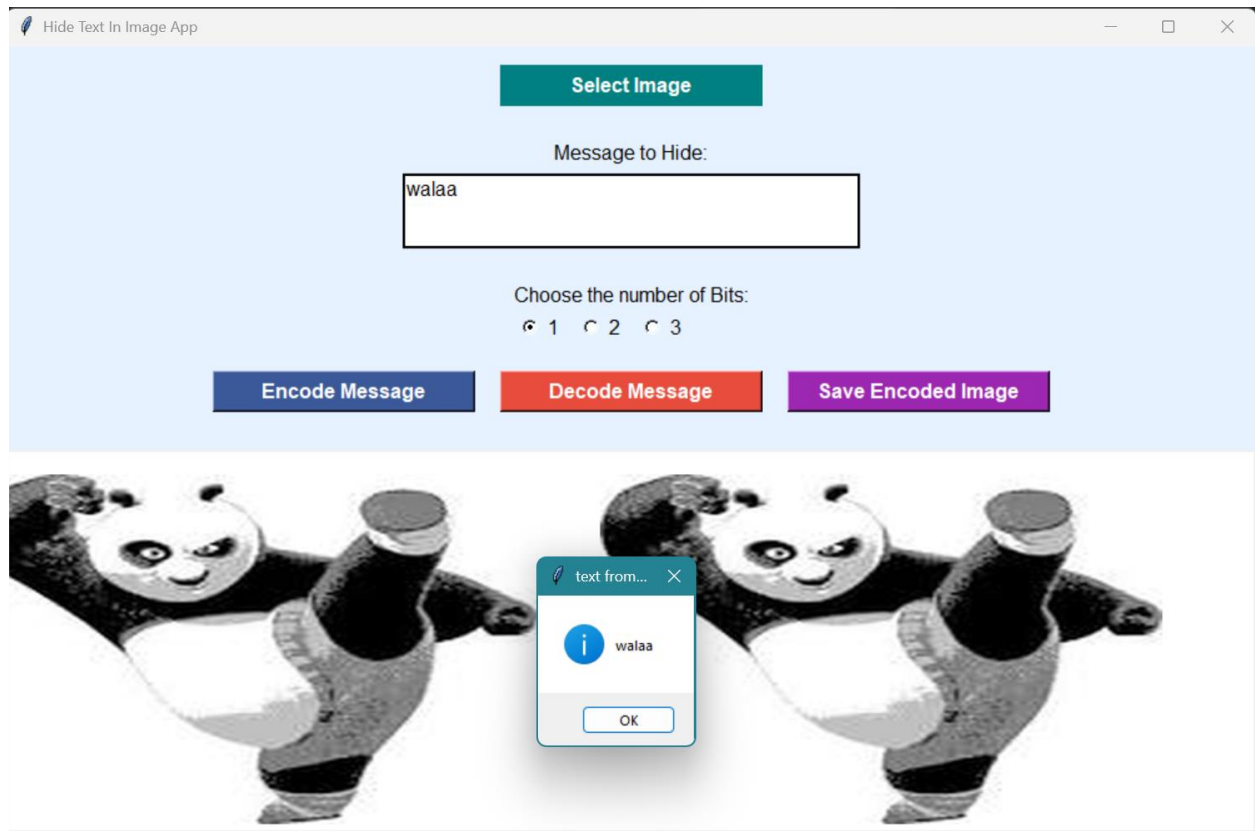 Hide Text In Image App
Select Image
Message to Hide:
walaa
Choose the number of Bits:
1 2 3
Encode Message Decode Message Save Encoded Image
text from...
walaa
OK